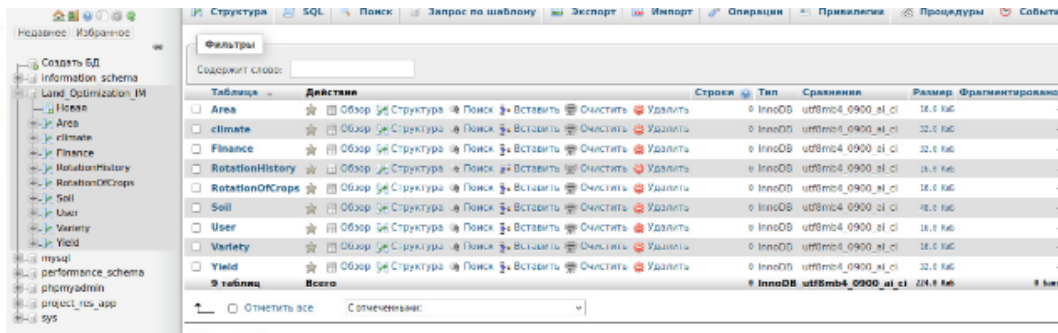 Структура SQL Поиск Запрос по шаблону Экспорт Импорт Операции Привилегии Процедуры Событи
Недавнее Избранное
Создать БД
information_schema
Land_Optimization_IM
Новая
Area
climate
Finance
RotationHistory
RotationOfCrops
Soil
User
Variety
Yield
mysql
performance_schema
phpmyadmin
project_res_app
sys
Фильтры
Содержит слово:
Таблица Действие Строки Тип Сравнение Размер Фрагментировано
Area Обзор Структура Поиск Вставить Очистить Удалить 0 InnoDB utf8mb4_0900_ai_ci 16.0 КиБ
climate Обзор Структура Поиск Вставить Очистить Удалить 0 InnoDB utf8mb4_0900_ai_ci 32.0 КиБ
Finance Обзор Структура Поиск Вставить Очистить Удалить 0 InnoDB utf8mb4_0900_ai_ci 32.0 КиБ
RotationHistory Обзор Структура Поиск Вставить Очистить Удалить 0 InnoDB utf8mb4_0900_ai_ci 16.0 КиБ
RotationOfCrops Обзор Структура Поиск Вставить Очистить Удалить 0 InnoDB utf8mb4_0900_ai_ci 16.0 КиБ
Soil Обзор Структура Поиск Вставить Очистить Удалить 0 InnoDB utf8mb4_0900_ai_ci 48.0 КиБ
User Обзор Структура Поиск Вставить Очистить Удалить 0 InnoDB utf8mb4_0900_ai_ci 16.0 КиБ
Variety Обзор Структура Поиск Вставить Очистить Удалить 0 InnoDB utf8mb4_0900_ai_ci 16.0 КиБ
Yield Обзор Структура Поиск Вставить Очистить Удалить 0 InnoDB utf8mb4_0900_ai_ci 32.0 КиБ
9 таблиц Всего 0 InnoDB utf8mb4_0900_ai_ci 224.0 КиБ 0
Отметить все С отмеченными: